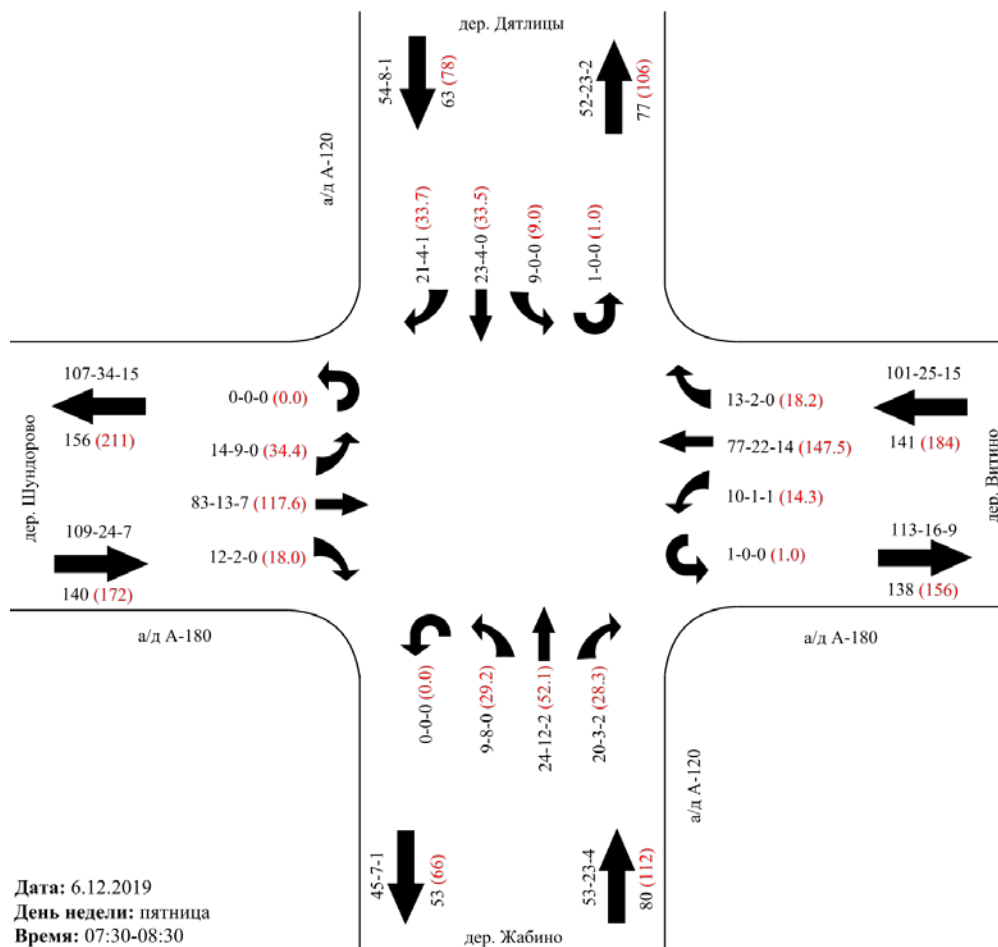 дер. Дятлицы
54-8-1
63 (78)
52-23-2
77 (106)
а/д А-120
21-4-1 (33.7)
23-4-0 (33.5)
9-0-0 (9.0)
1-0-0 (1.0)
107-34-15
156 (211)
0-0-0 (0.0)
14-9-0 (34.4)
83-13-7 (117.6)
12-2-0 (18.0)
дер. Шундорово
109-24-7
140 (172)
а/д А-180
13-2-0 (18.2)
77-22-14 (147.5)
10-1-1 (14.3)
1-0-0 (1.0)
101-25-15
141 (184)
дер. Витино
113-16-9
138 (156)
а/д А-180
0-0-0 (0.0)
9-8-0 (29.2)
24-12-2 (52.1)
20-3-2 (28.3)
а/д А-120
45-7-1
53 (66)
53-23-4
80 (112)
дер. Жабино
Дата: 6.12.2019
День недели: пятница
Время: 07:30-08:30